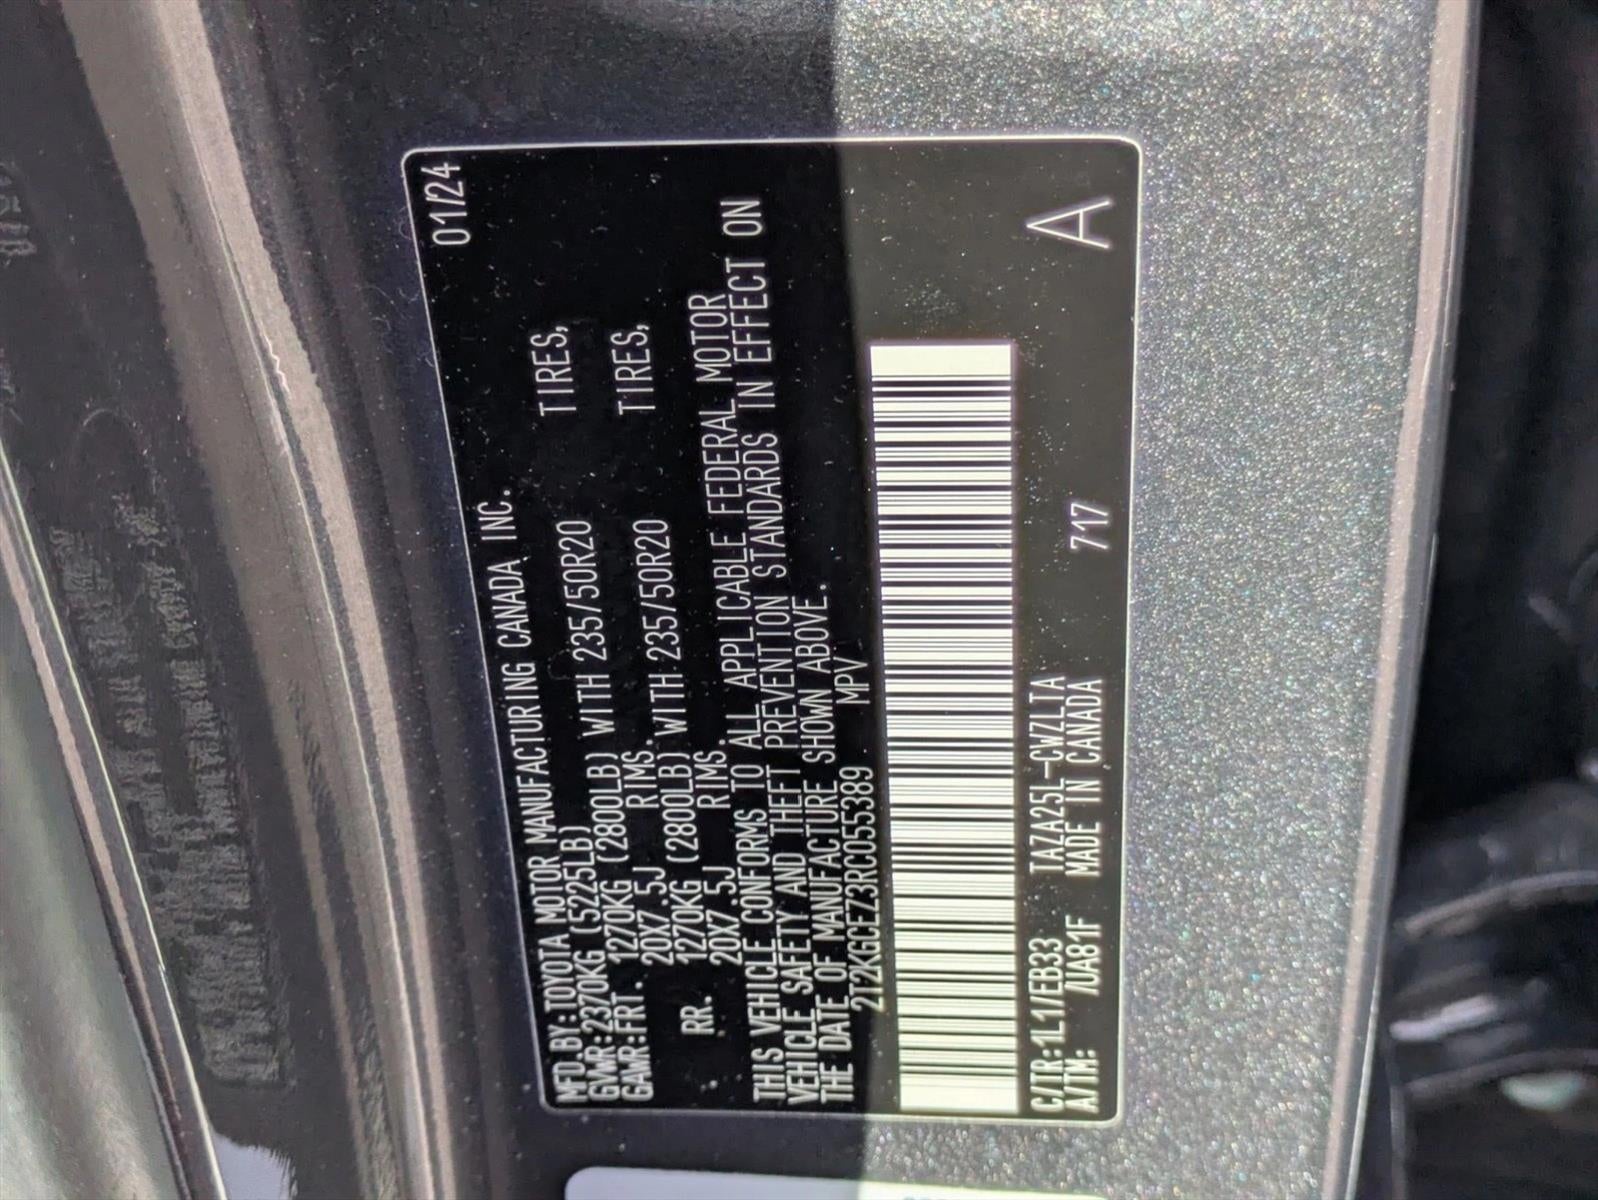 MFD.BY:TOYOTA MOTOR MANUFACTURING CANADA INC. 01/24
GVWR:2370KG (5225LB)
GAWR:FRT. 1270KG (2800LB) WITH 235/50R20 TIRES,
20X7.5J RIMS.
RR. 1270KG (2800LB) WITH 235/50R20 TIRES,
20X7.5J RIMS.
THIS VEHICLE CONFORMS TO ALL APPLICABLE FEDERAL MOTOR
VEHICLE SAFETY AND THEFT PREVENTION STANDARDS IN EFFECT ON
THE DATE OF MANUFACTURE SHOWN ABOVE.
2T2KGCEZ3RC055389 MPV
C/TR:1L1/EB33 TAZA25L-CWZLTA A
A/TM: /UA81F MADE IN CANADA 717